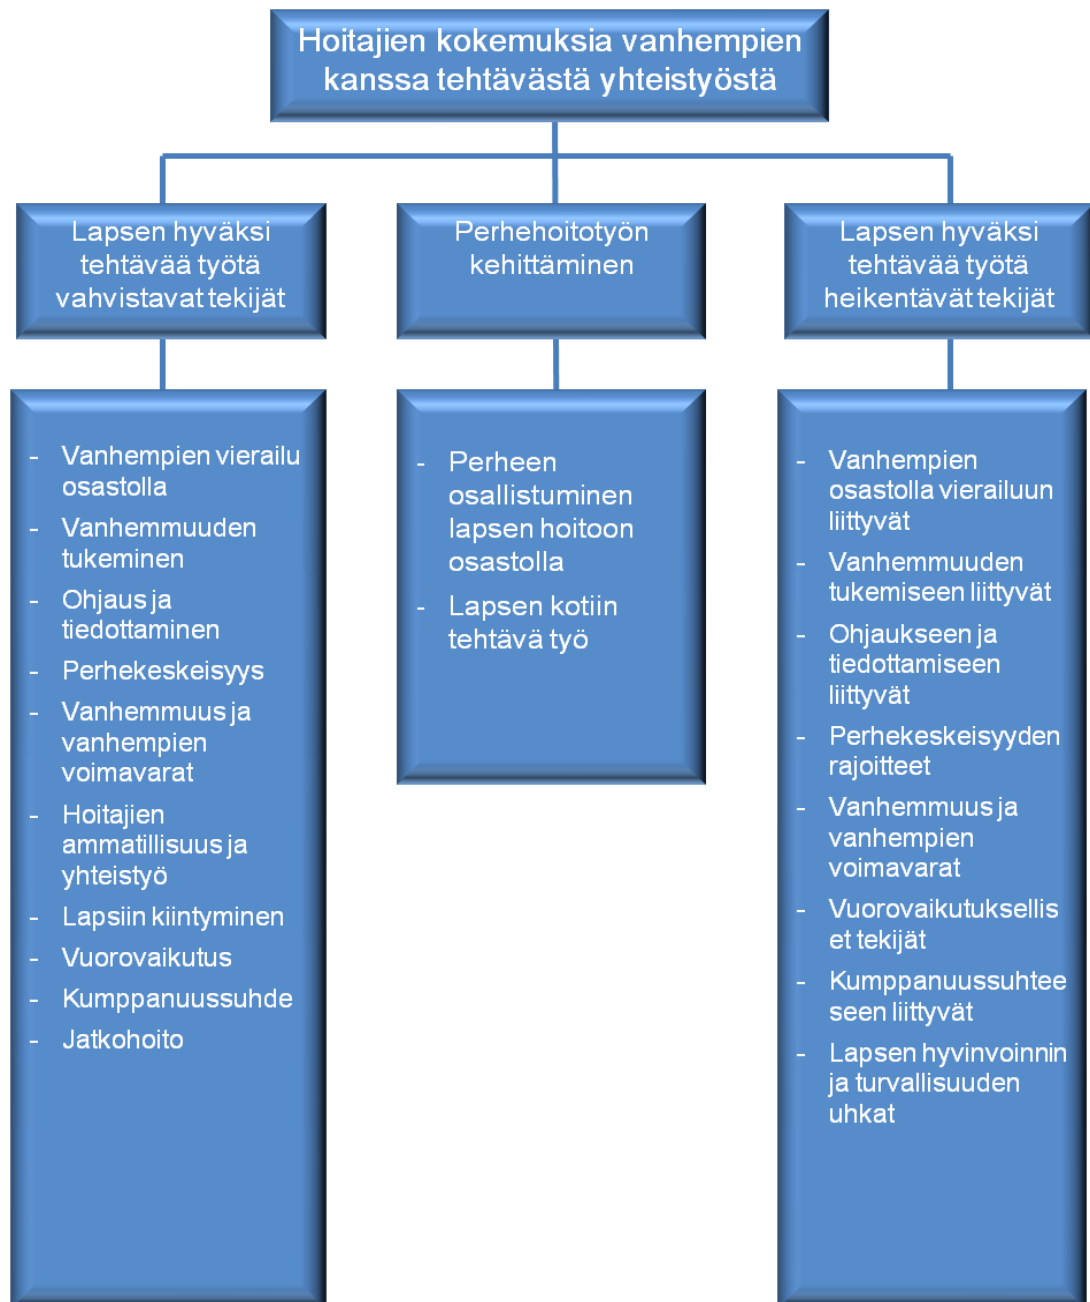 Hoitajien kokemuksia vanhempien
kanssa tehtävästä yhteistyöstä
Lapsen hyväksi
tehtävää työtä
vahvistavat tekijät
Perhehoitotyön
kehittäminen
Lapsen hyväksi
tehtävää työtä
heikentävät tekijät
- Vanhempien vierailu
osastolla
- Vanhemmuuden
tukeminen
- Ohjaus ja
tiedottaminen
- Perhekeskeisyys
- Vanhemmuus ja
vanhempien
voimavarat
- Hoitajien
ammatillisuus ja
yhteistyö
- Lapsiin kiintyminen
- Vuorovaikutus
- Kumppanuussuhde
- Jatkohoito
- Perheen
osallistuminen
lapsen hoitoon
osastolla
- Lapsen kotiin
tehtävä työ
- Vanhempien
osastolla vierailuun
liittyvät
- Vanhemmuuden
tukemiseen liittyvät
- Ohjaukseen ja
tiedottamiseen
liittyvät
- Perhekeskeisyyden
rajoitteet
- Vanhemmuus ja
vanhempien
voimavarat
- Vuorovaikutuksellis
et tekijät
- Kumppanuussuhtee
seen liittyvät
- Lapsen hyvinvoinnin
ja turvallisuuden
uhkat